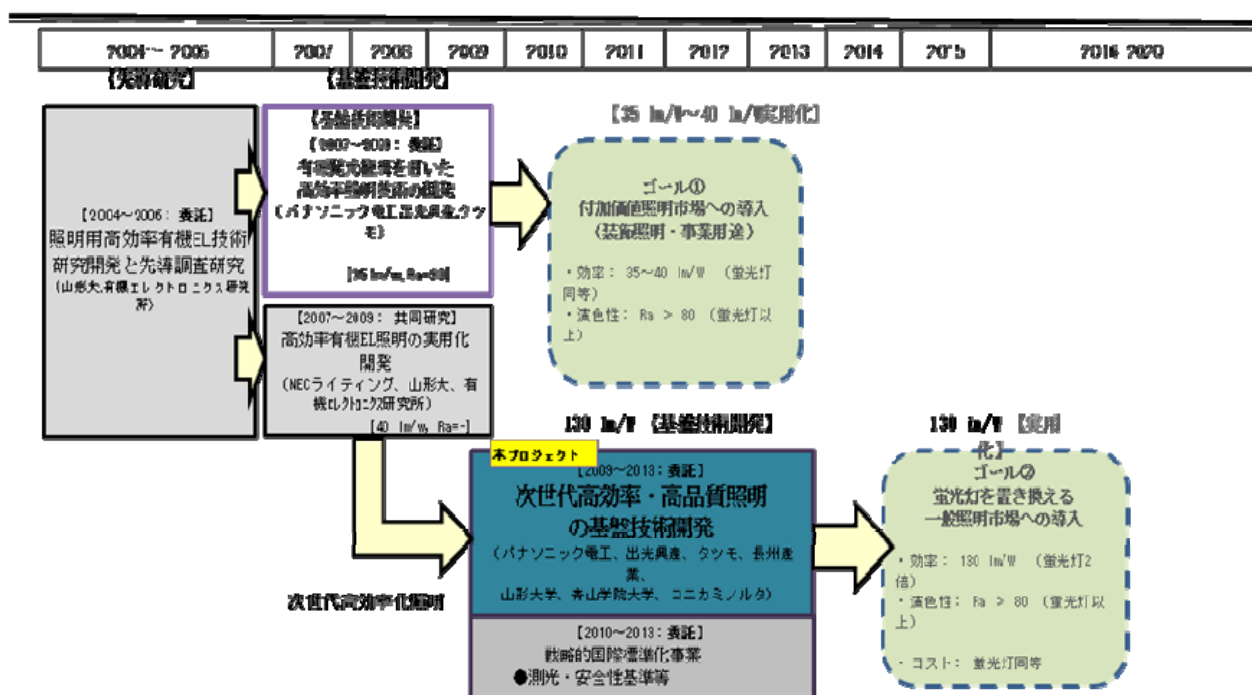 2004～ 2006 2007 2008 2009 2010 2011 2012 2013 2014 2015 2016-2020
【先導研究】
【基盤技術開発】
[2004～2006: 委託]
照明用高効率有機EL技術
研究開発と先導調査研究
(山形大,有機エレクトロニクス研究
所)
【基盤技術開発】
[2007～2009: 委託]
有機発光機構を用いた
高効率照明技術の開発
(パナソニック電工,出光興産,タツ
モ)
[35 lm/w, Ra=90]
[2007～2009: 共同研究]
高効率有機EL照明の実用化
開発
(NECライティング、山形大、有
機エレクトロニクス研究所)
[40 lm/w, Ra=-]
[35 lm/W～40 lm/W実用化]
ゴール①
付加価値照明市場への導入
(装飾照明・事業用途)
・効率: 35～40 lm/W (蛍光灯
同等)
・演色性: Ra > 80 (蛍光灯以
上)
130 lm/W 【基盤技術開発】
本プロジェクト
[2009～2013: 委託]
次世代高効率・高品質照明
の基盤技術開発
(パナソニック電工、出光興産、タツモ、長州産
業、
山形大学、青山学院大学、コニカミノルタ)
次世代高効率化照明
[2010～2013: 委託]
戦略的国際標準化事業
●測光・安全性基準等
130 lm/W 【実用
化】
ゴール②
蛍光灯を置き換える
一般照明市場への導入
・効率: 130 lm/W (蛍光灯2
倍)
・演色性: Ra > 80 (蛍光灯以
上)
・コスト: 蛍光灯同等